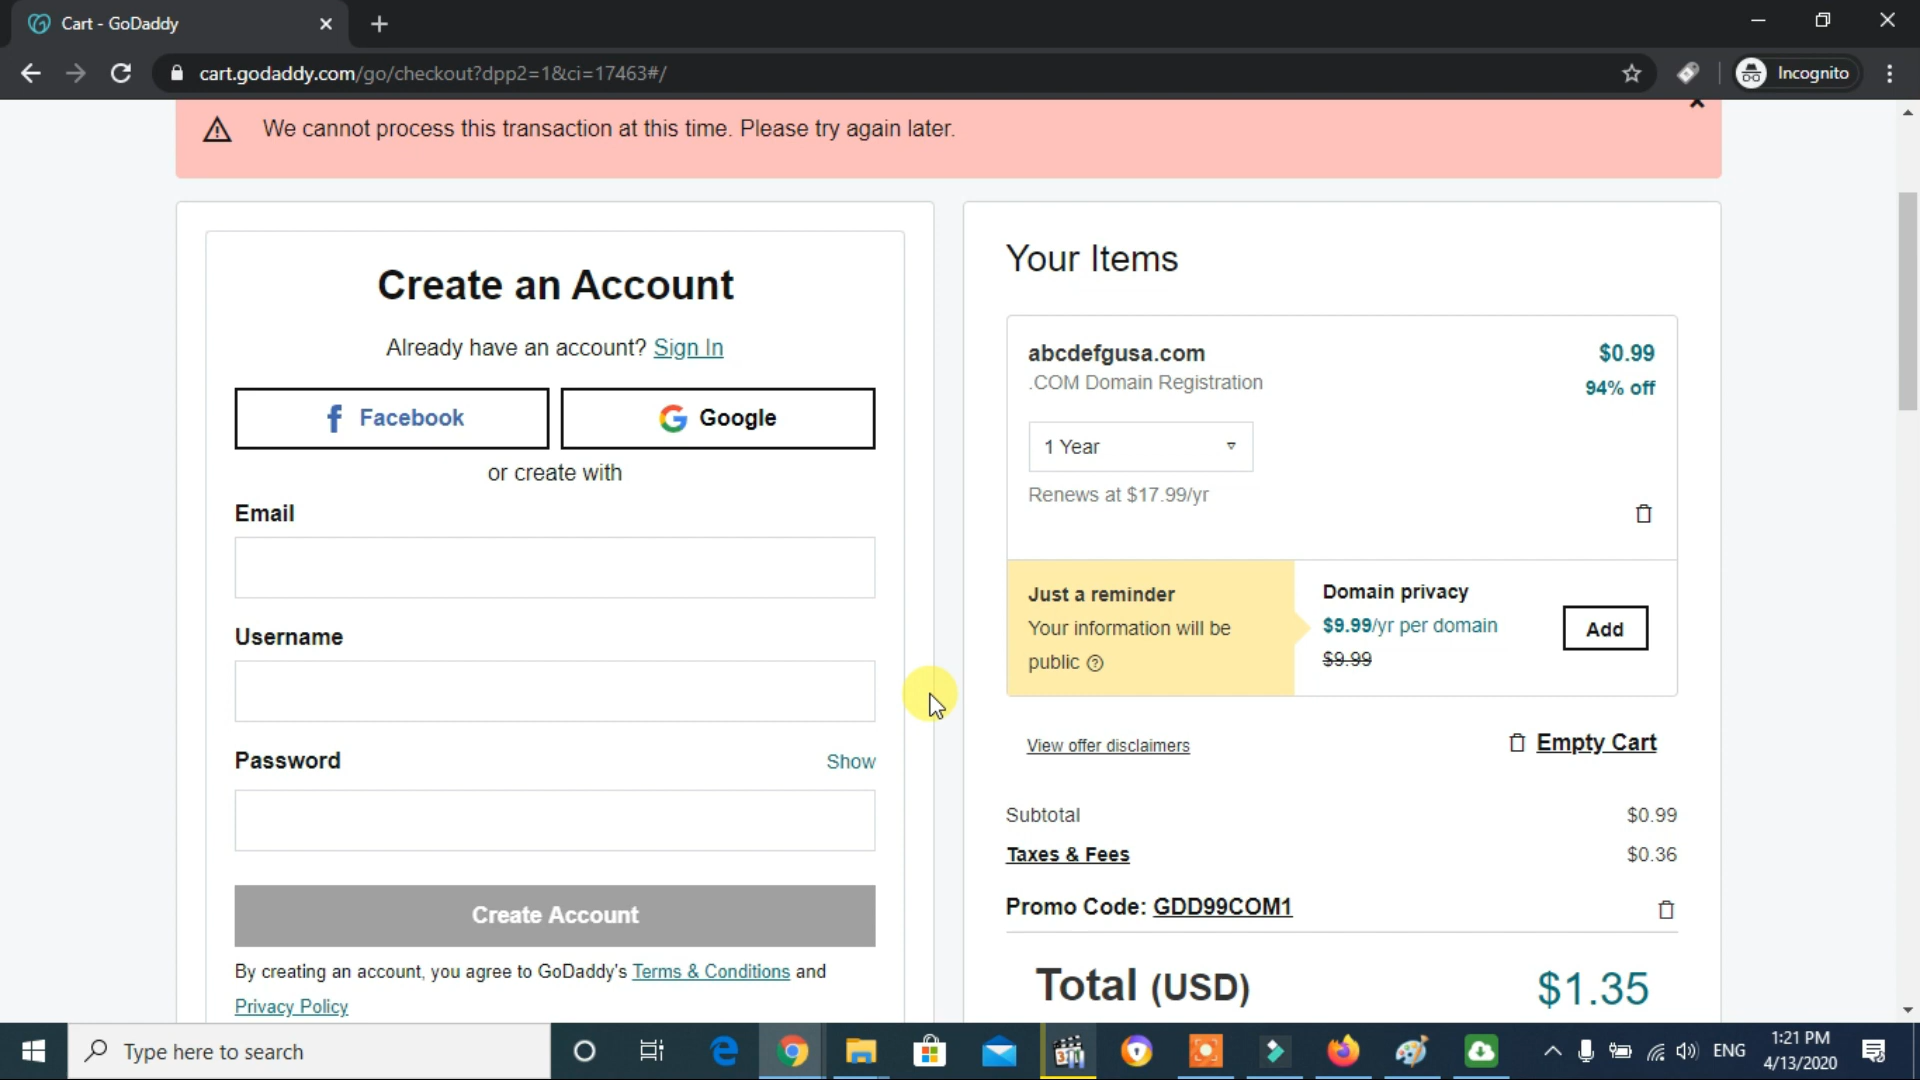 Cart - GoDaddy
cart.godaddy.com/go/checkout?dpp2=1&ci=17463#/
Incognito
We cannot process this transaction at this time. Please try again later.
Create an Account
Already have an account? Sign In
Facebook
Google
or create with
Email
Username
Password
Show
Create Account
By creating an account, you agree to GoDaddy's Terms & Conditions and
Privacy Policy
Your Items
abcdefgusa.com
$0.99
.COM Domain Registration
94% off
1 Year
Renews at $17.99/yr
Just a reminder
Your information will be
public
Domain privacy
$9.99/yr per domain
$9.99
Add
View offer disclaimers
Empty Cart
Subtotal
$0.99
Taxes & Fees
$0.36
Promo Code: GDD99COM1
Total (USD)
$1.35
Type here to search
ENG
1:21 PM
4/13/2020